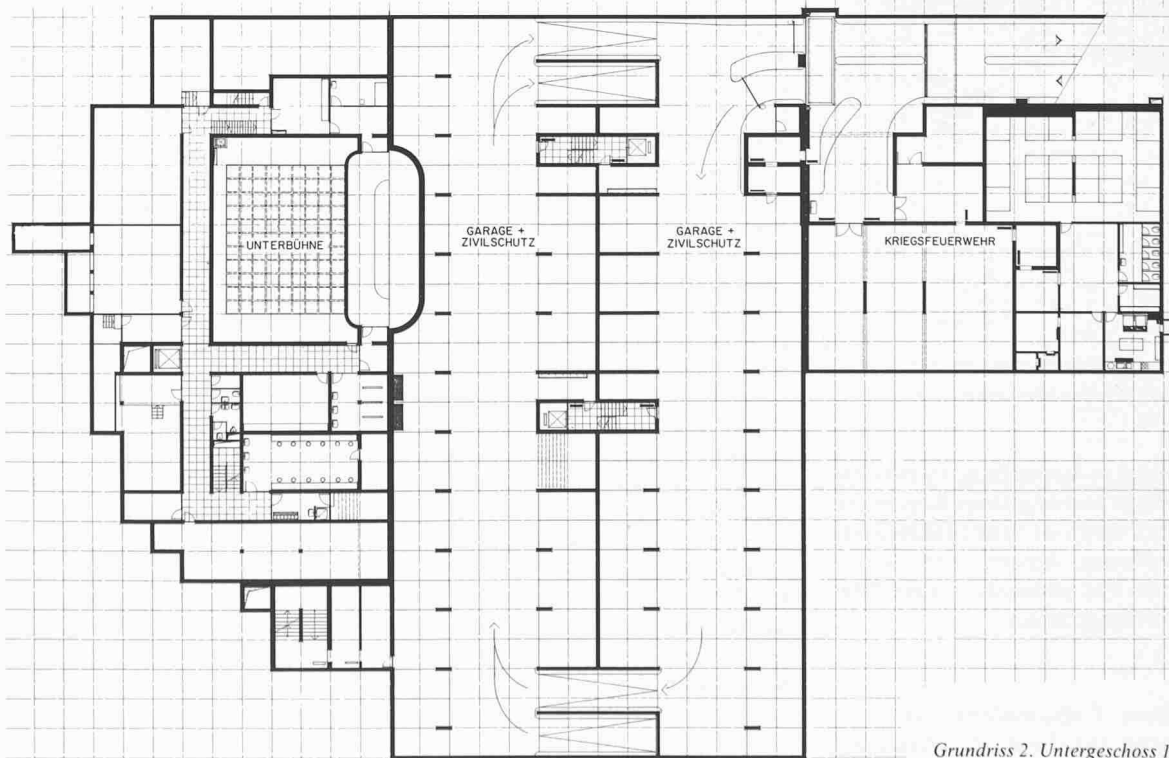 UNTERBÜHNE
GARAGE +
ZIVILSCHUTZ
GARAGE +
ZIVILSCHUTZ
KRIEGSFEUERWEHR
Grundriss 2. Untergeschoss 1